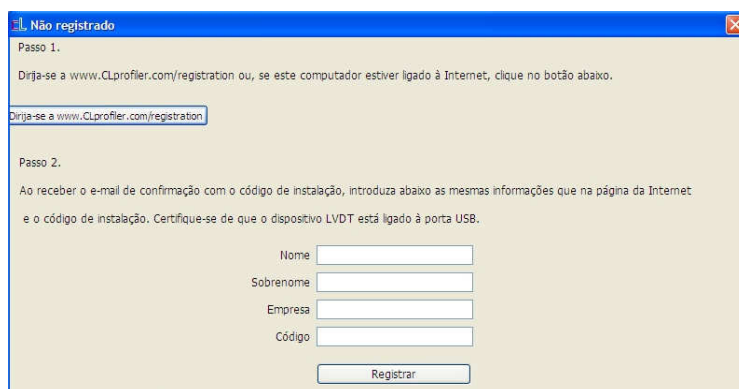 Não registrado
Passo 1.
Dirija-se a www.CLprofiler.com/registration ou, se este computador estiver ligado à Internet, clique no botão abaixo.
Dirija-se a www.CLprofiler.com/registration
Passo 2.
Ao receber o e-mail de confirmação com o código de instalação, introduza abaixo as mesmas informações que na página da Internet
e o código de instalação. Certifique-se de que o dispositivo LVDT está ligado à porta USB.
Nome
Sobrenome
Empresa
Código
Registrar